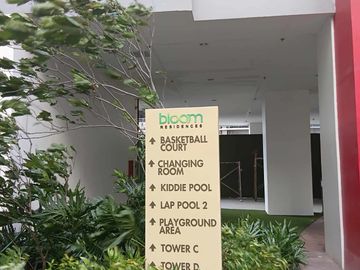 bloom
RESIDENCES
↑ BASKETBALL
COURT
↑ CHANGING
ROOM
↑ KIDDIE POOL
↑ LAP POOL 2
↑ PLAYGROUND
AREA
↑ TOWER C
↑ TOWER D